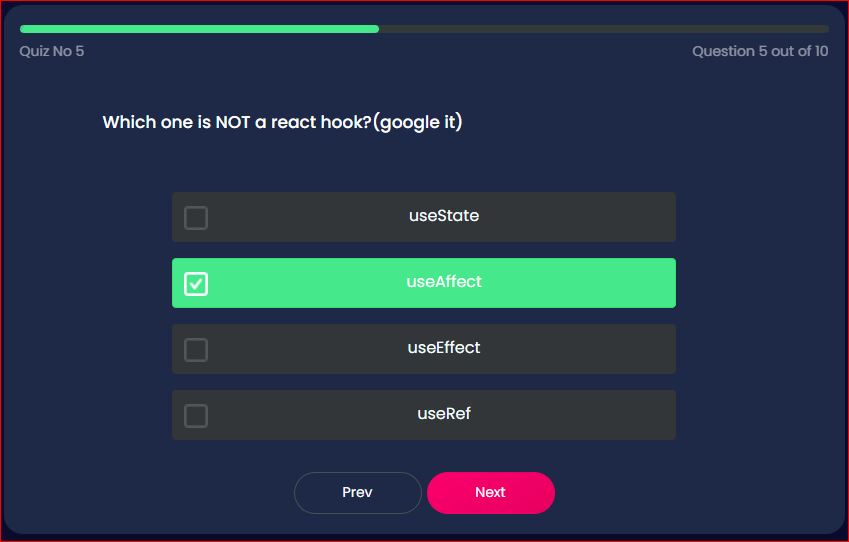 Quiz No 5
Question 5 out of 10
Which one is NOT a react hook?(google it)
useState
useAffect
useEffect
useRef
Prev
Next